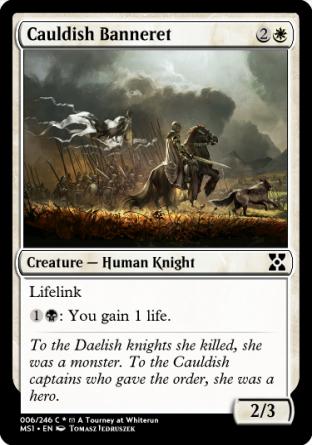 Cauldish Banneret 2
Creature — Human Knight
Lifelink
1: You gain 1 life.
To the Daelish knights she killed, she
was a monster. To the Cauldish
captains who gave the order, she was a
hero.
2/3
006/246 C * A Tourney at Whiterun
MS1 • EN Tomasz Jedruszek